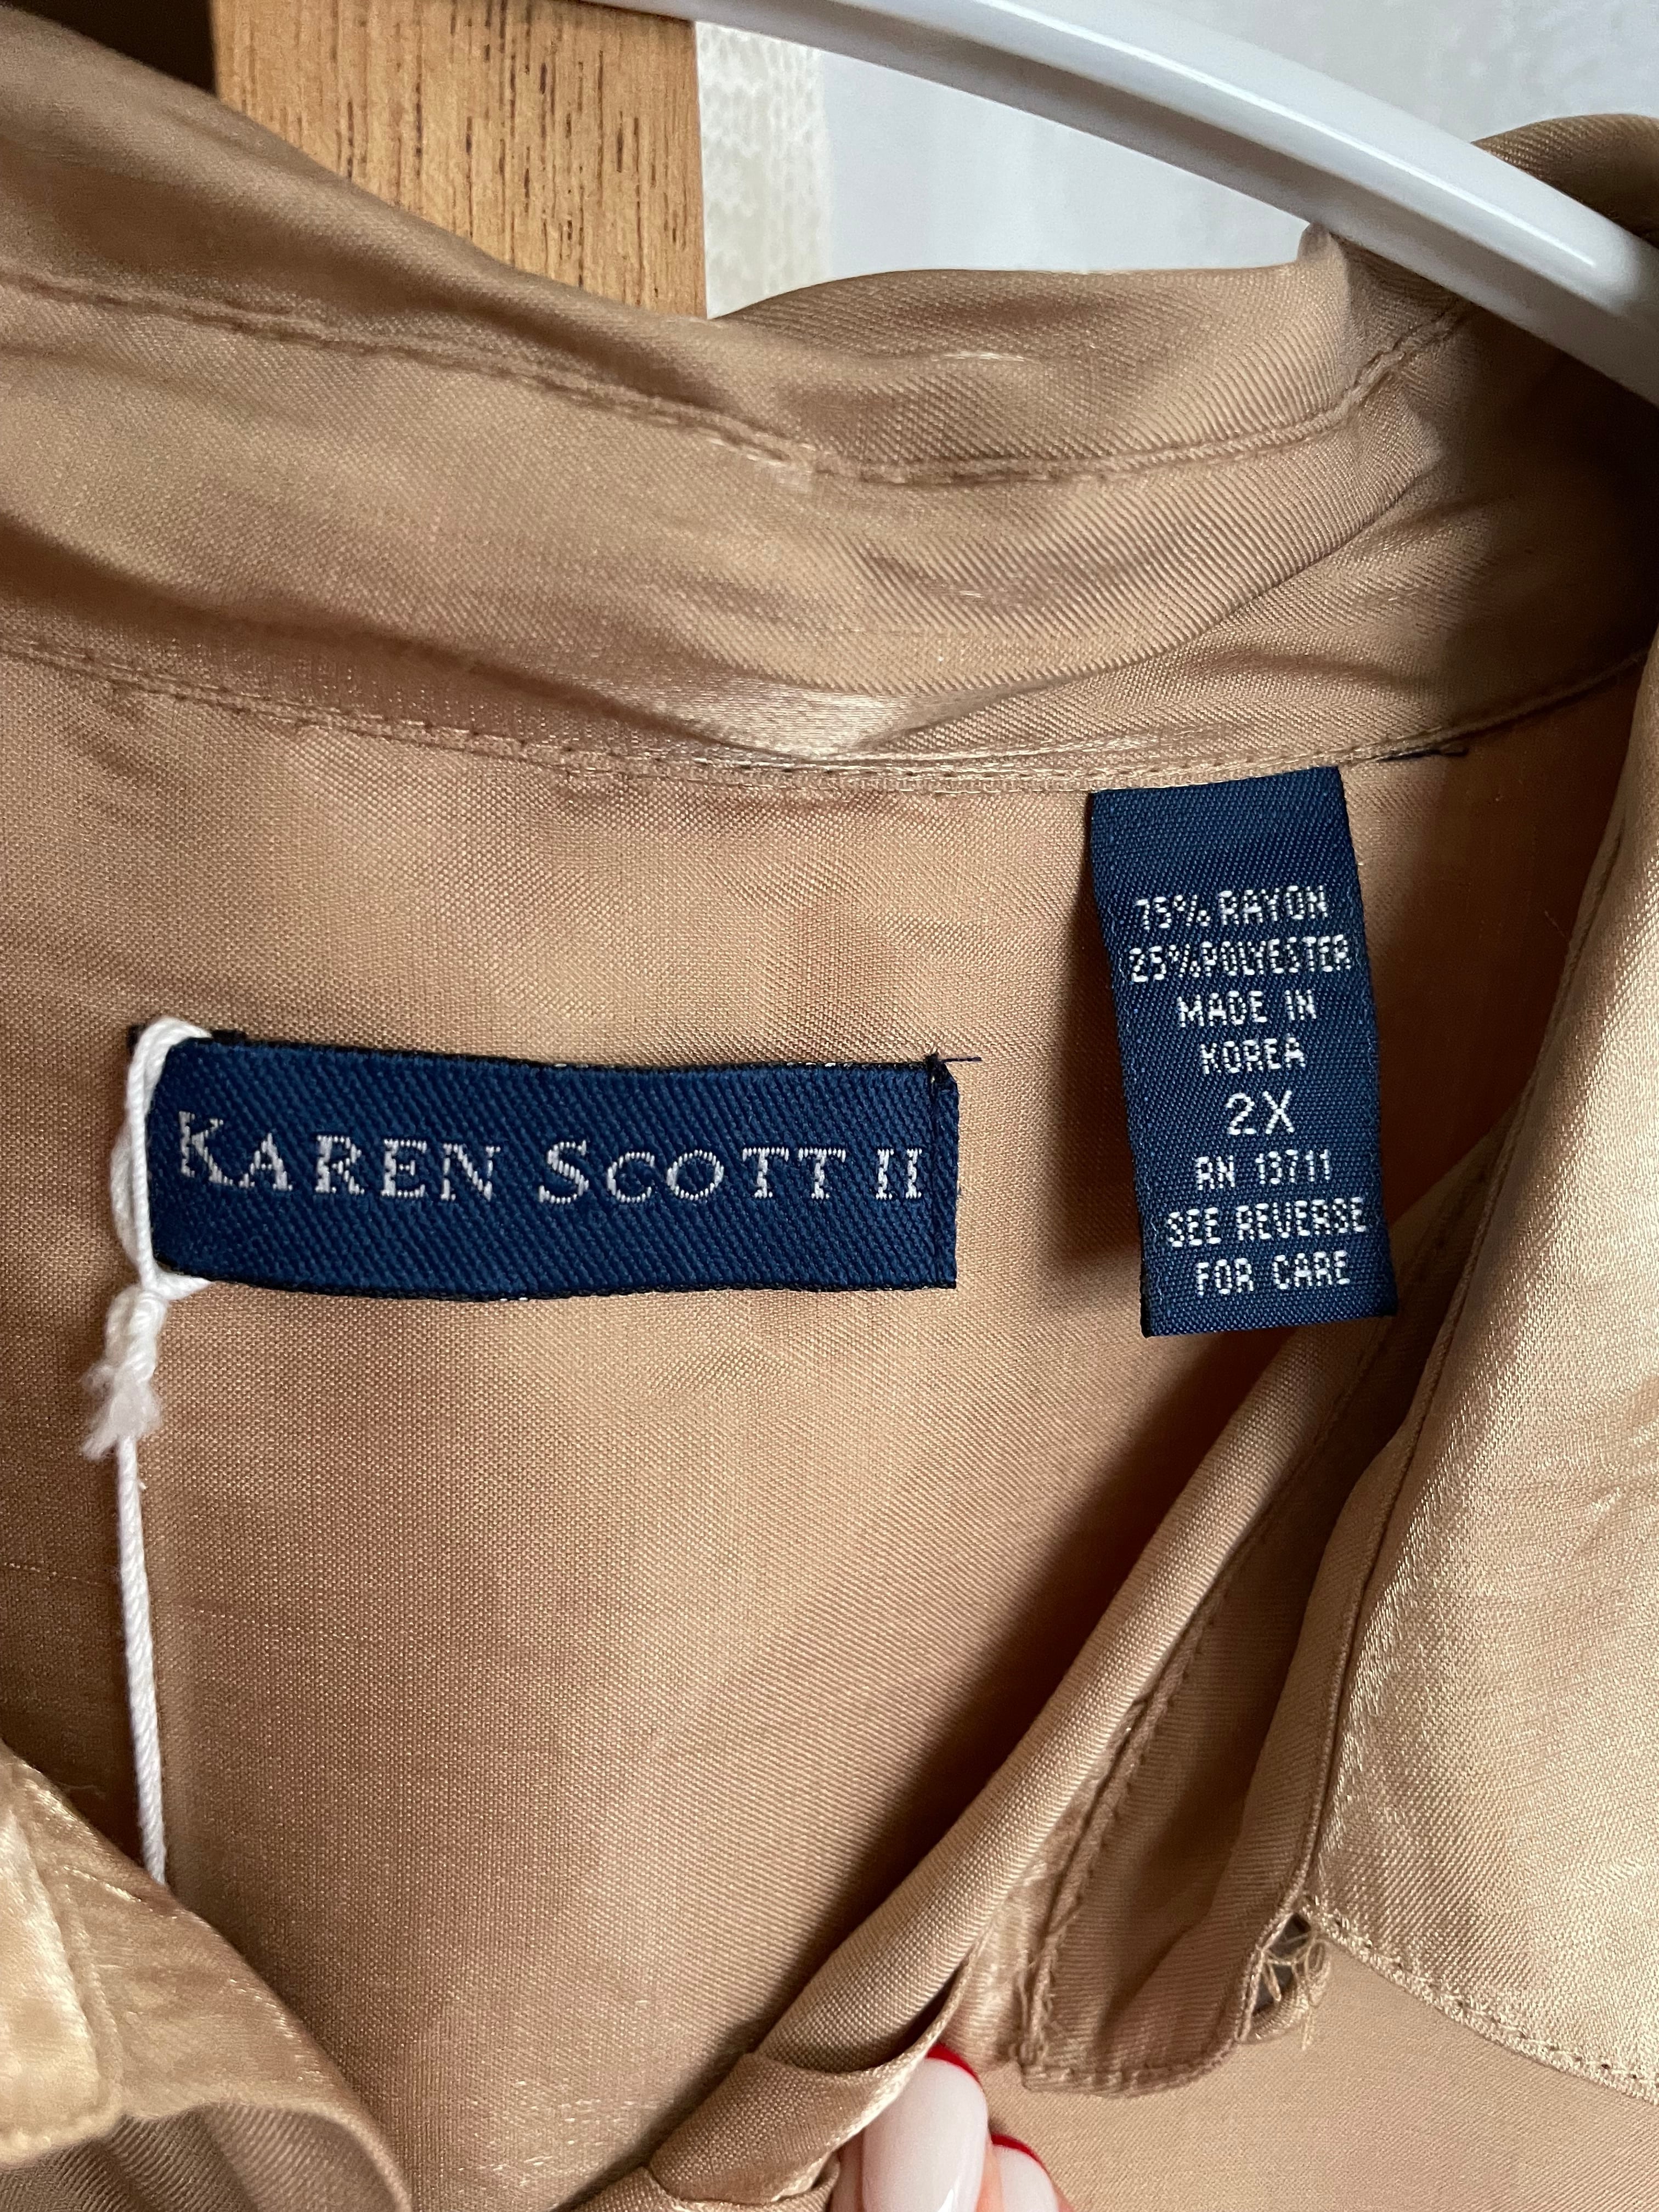 KAREN SCOTT II
75% RAYON
25% POLYESTER
MADE IN
KOREA
2X
RN 13711
SEE REVERSE
FOR CARE